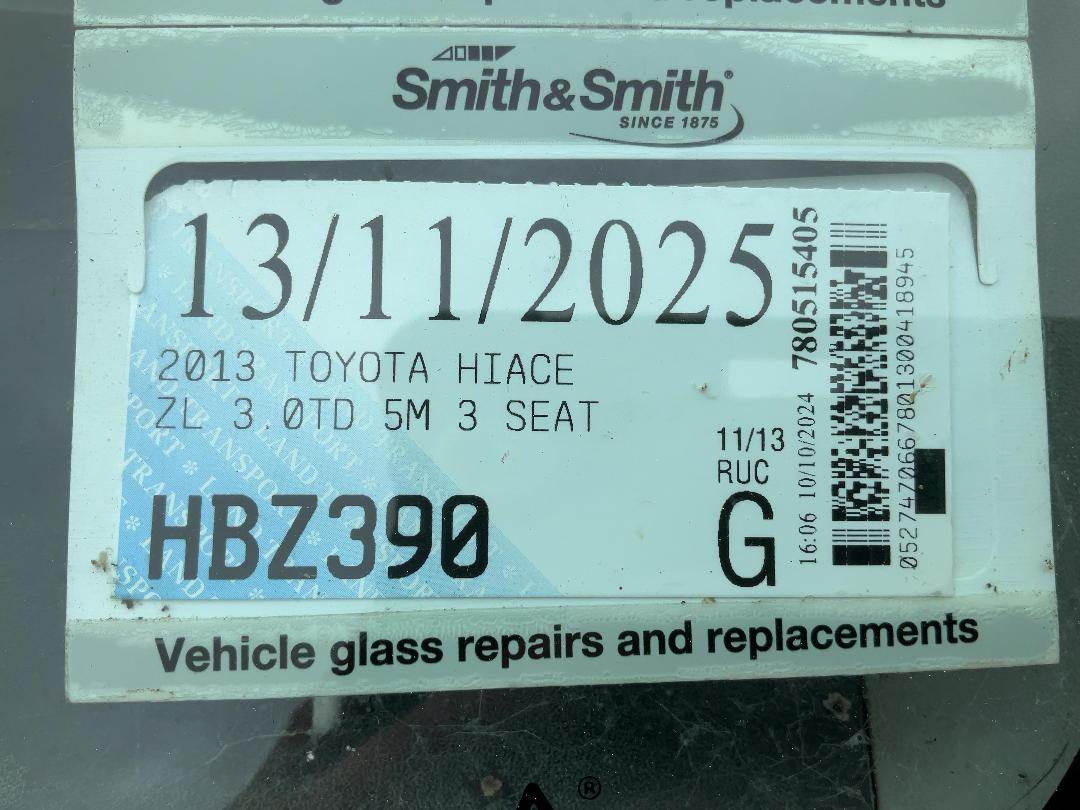 replacements
Smith&Smith®
SINCE 1875
13/11/2025
2013 TOYOTA HIACE
ZL 3.0TD 5M 3 SEAT
11/13
RUC
HBZ390
G
780515405
16:06 10/10/2024
0527470667801300418945
Vehicle glass repairs and replacements
®